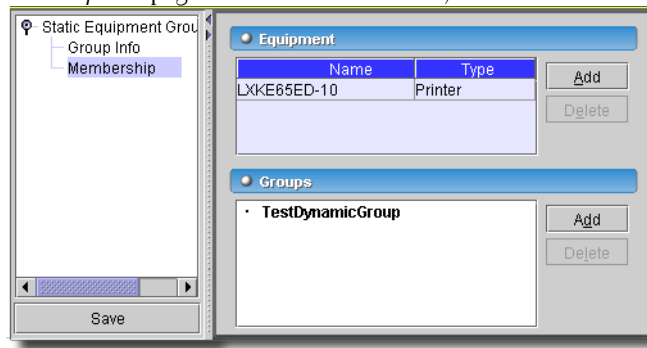 Static Equipment Grou
Group Info
Membership
Save
Equipment
Name Type
LXKE65ED-10 Printer
Add
Delete
Groups
· TestDynamicGroup
Add
Delete